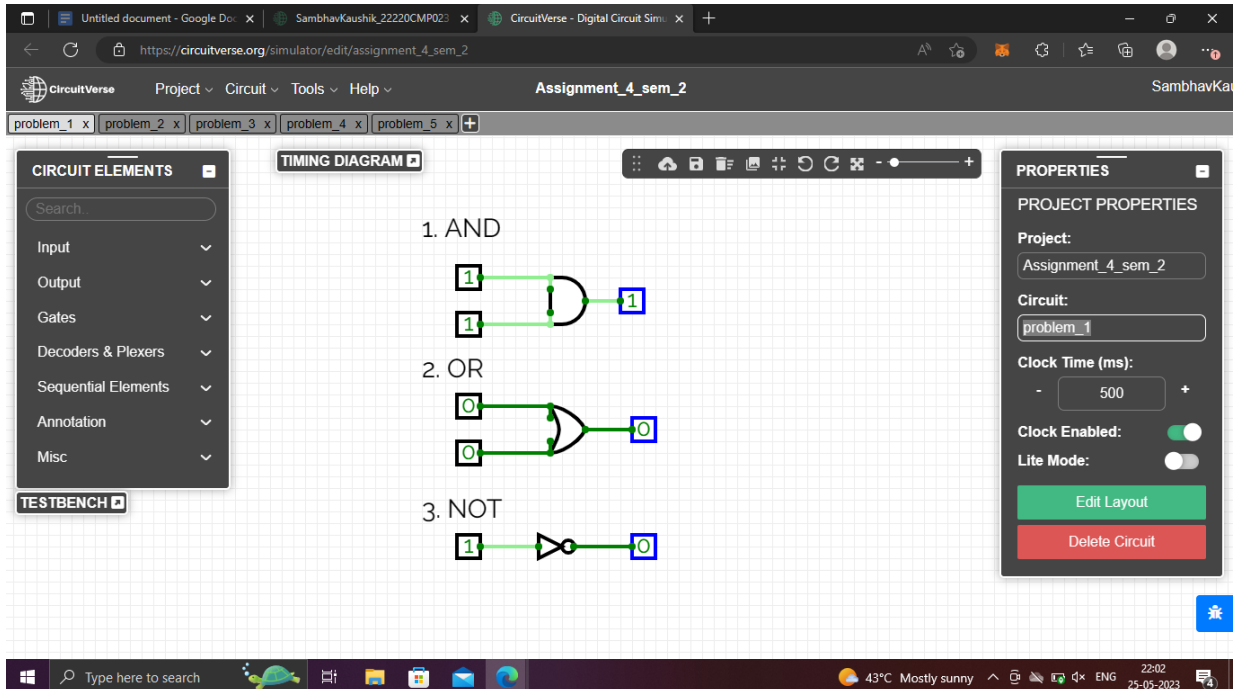 Untitled document - Google Doc
SambhavKaushik_22220CMP023
CircuitVerse - Digital Circuit Simu
https://circuitverse.org/simulator/edit/assignment_4_sem_2
CircuitVerse
Project
Circuit
Tools
Help
Assignment_4_sem_2
SambhavKau
problem_1 x
problem_2 x
problem_3 x
problem_4 x
problem_5 x
CIRCUIT ELEMENTS
Search..
Input
Output
Gates
Decoders & Plexers
Sequential Elements
Annotation
Misc
TESTBENCH
TIMING DIAGRAM
1. AND
1
1
1
2. OR
0
0
0
3. NOT
1
0
PROPERTIES
PROJECT PROPERTIES
Project:
Assignment_4_sem_2
Circuit:
problem_1
Clock Time (ms):
- 500 +
Clock Enabled:
Lite Mode:
Edit Layout
Delete Circuit
Type here to search
43°C Mostly sunny
ENG
22:02
25-05-2023
4